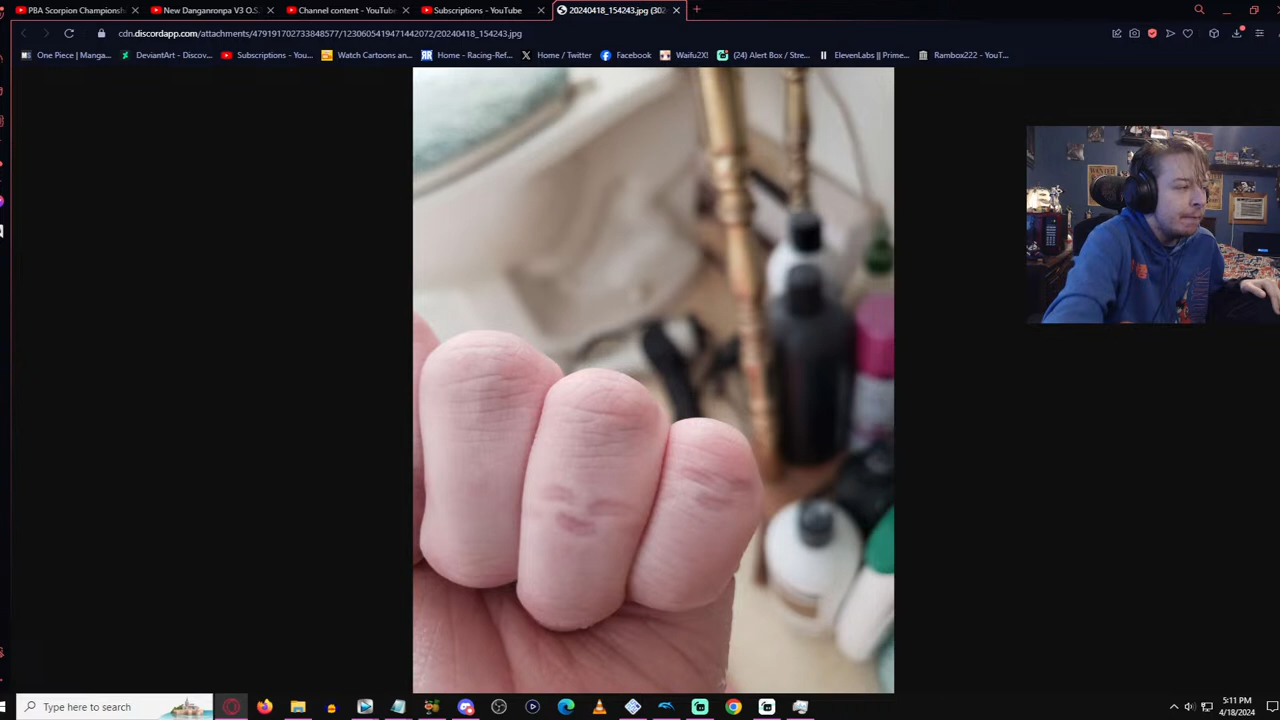 PBA Scorpion Champions
New Danganronpa V3 O.S
Channel content - YouTube
Subscriptions - YouTube
20240418_154243.jpg (302
cdn.discordapp.com/attachments/479191702733848577/1230605419471442072/20240418_154243.jpg
One Piece | Manga...
DeviantArt - Discov...
Subscriptions - You...
Watch Cartoons an...
Home - Racing-Ref...
Home / Twitter
Facebook
Waifu2X!
(24) Alert Box / Stre...
ElevenLabs || Prime...
Rambox222 - YouT...
WANTED
Type here to search
5:11 PM
4/18/2024